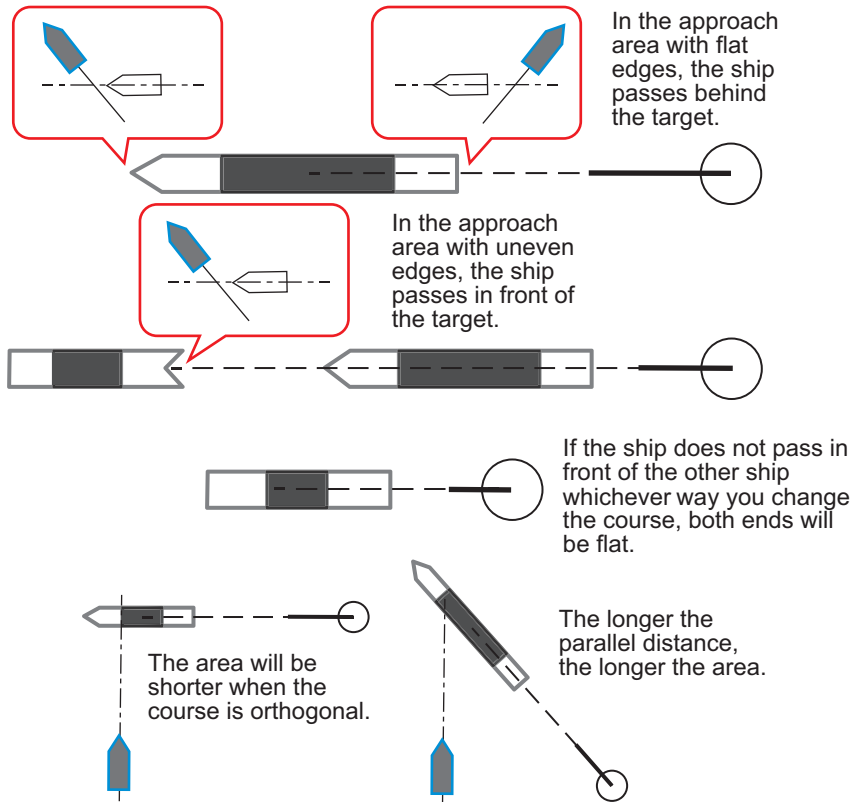 In the approach
area with flat
edges, the ship
passes behind
the target.
In the approach
area with uneven
edges, the ship
passes in front of
the target.
If the ship does not pass in
front of the other ship
whichever way you change
the course, both ends will
be flat.
The area will be
shorter when the
course is orthogonal.
The longer the
parallel distance,
the longer the area.